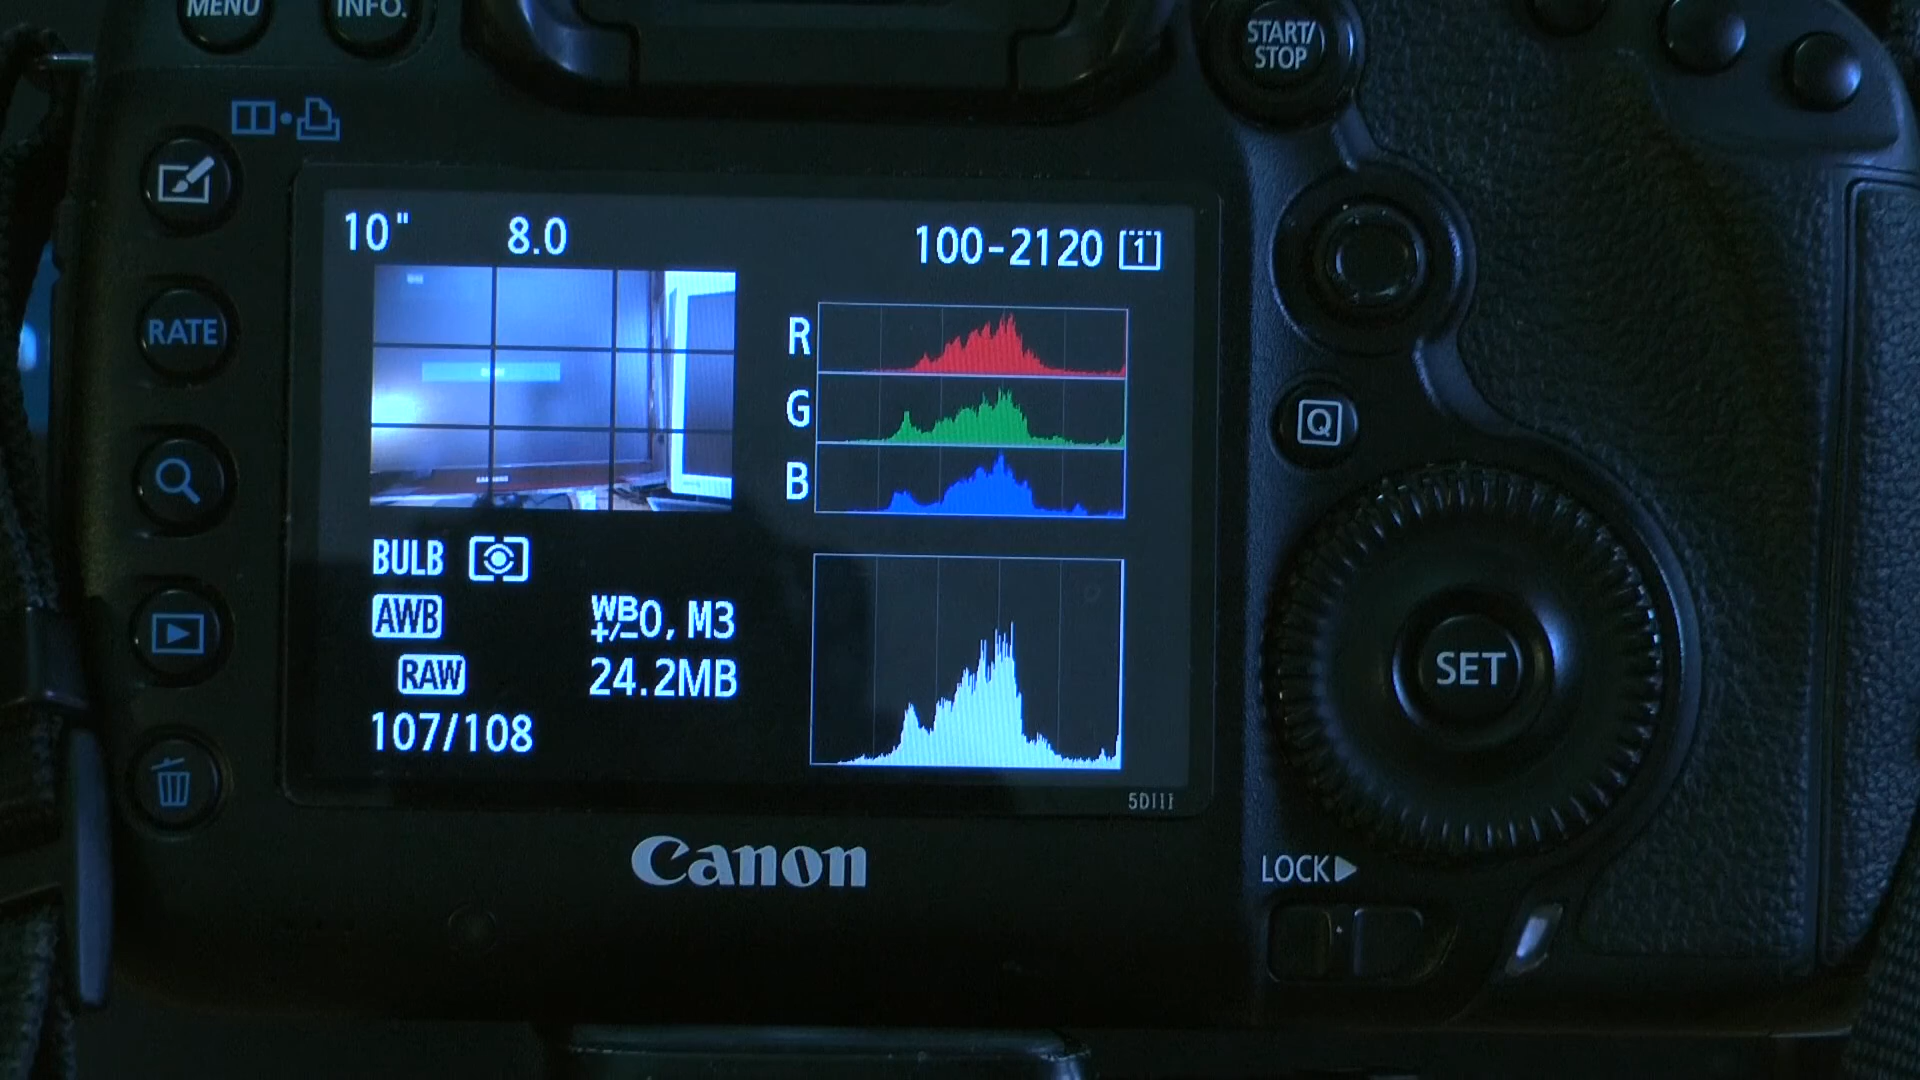 MENU
INFO.
START/
STOP
10" 8.0 100-2120 1
RATE
R
G
B
Q
BULB
AWB WB +/- 0, M3
RAW 24.2MB
107/108
SET
5DIII
Canon
LOCK